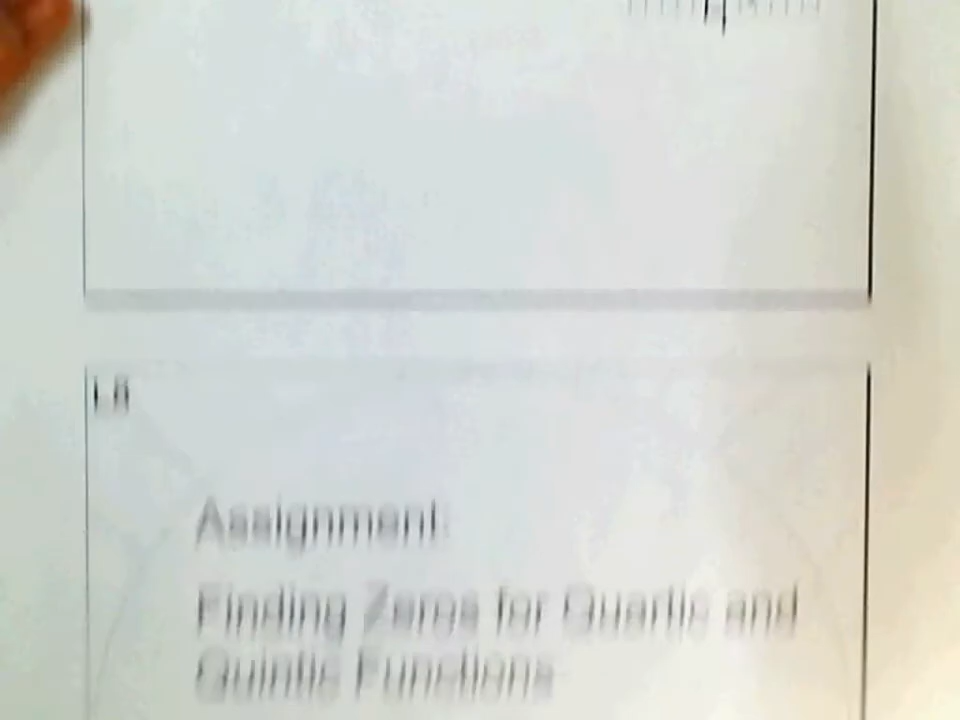 Assignment:
Finding Zeros for Quartic and
Quintic Functions